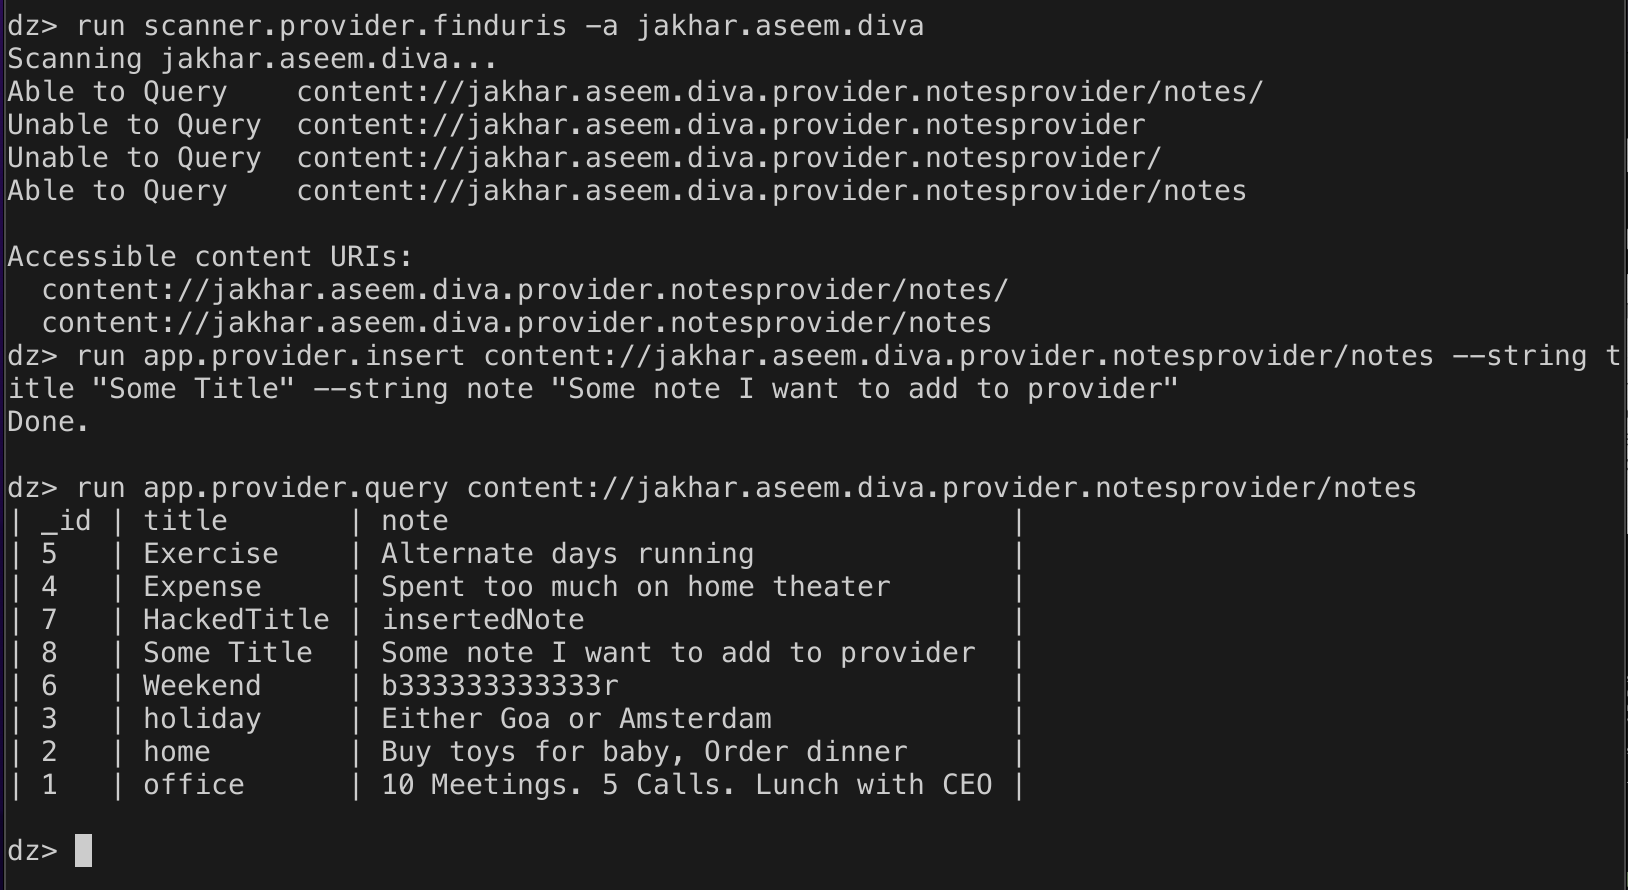 dz> run scanner.provider.finduris -a jakhar.aseem.diva
Scanning jakhar.aseem.diva...
Able to Query    content://jakhar.aseem.diva.provider.notesprovider/notes/
Unable to Query  content://jakhar.aseem.diva.provider.notesprovider
Unable to Query  content://jakhar.aseem.diva.provider.notesprovider/
Able to Query    content://jakhar.aseem.diva.provider.notesprovider/notes

Accessible content URIs:
  content://jakhar.aseem.diva.provider.notesprovider/notes/
  content://jakhar.aseem.diva.provider.notesprovider/notes
dz> run app.provider.insert content://jakhar.aseem.diva.provider.notesprovider/notes --string t
itle "Some Title" --string note "Some note I want to add to provider"
Done.

dz> run app.provider.query content://jakhar.aseem.diva.provider.notesprovider/notes
| _id | title       | note                                |
| 5   | Exercise    | Alternate days running              |
| 4   | Expense     | Spent too much on home theater      |
| 7   | HackedTitle | insertedNote                        |
| 8   | Some Title  | Some note I want to add to provider  |
| 6   | Weekend     | b333333333333r                      |
| 3   | holiday     | Either Goa or Amsterdam             |
| 2   | home        | Buy toys for baby, Order dinner     |
| 1   | office      | 10 Meetings. 5 Calls. Lunch with CEO |

dz>